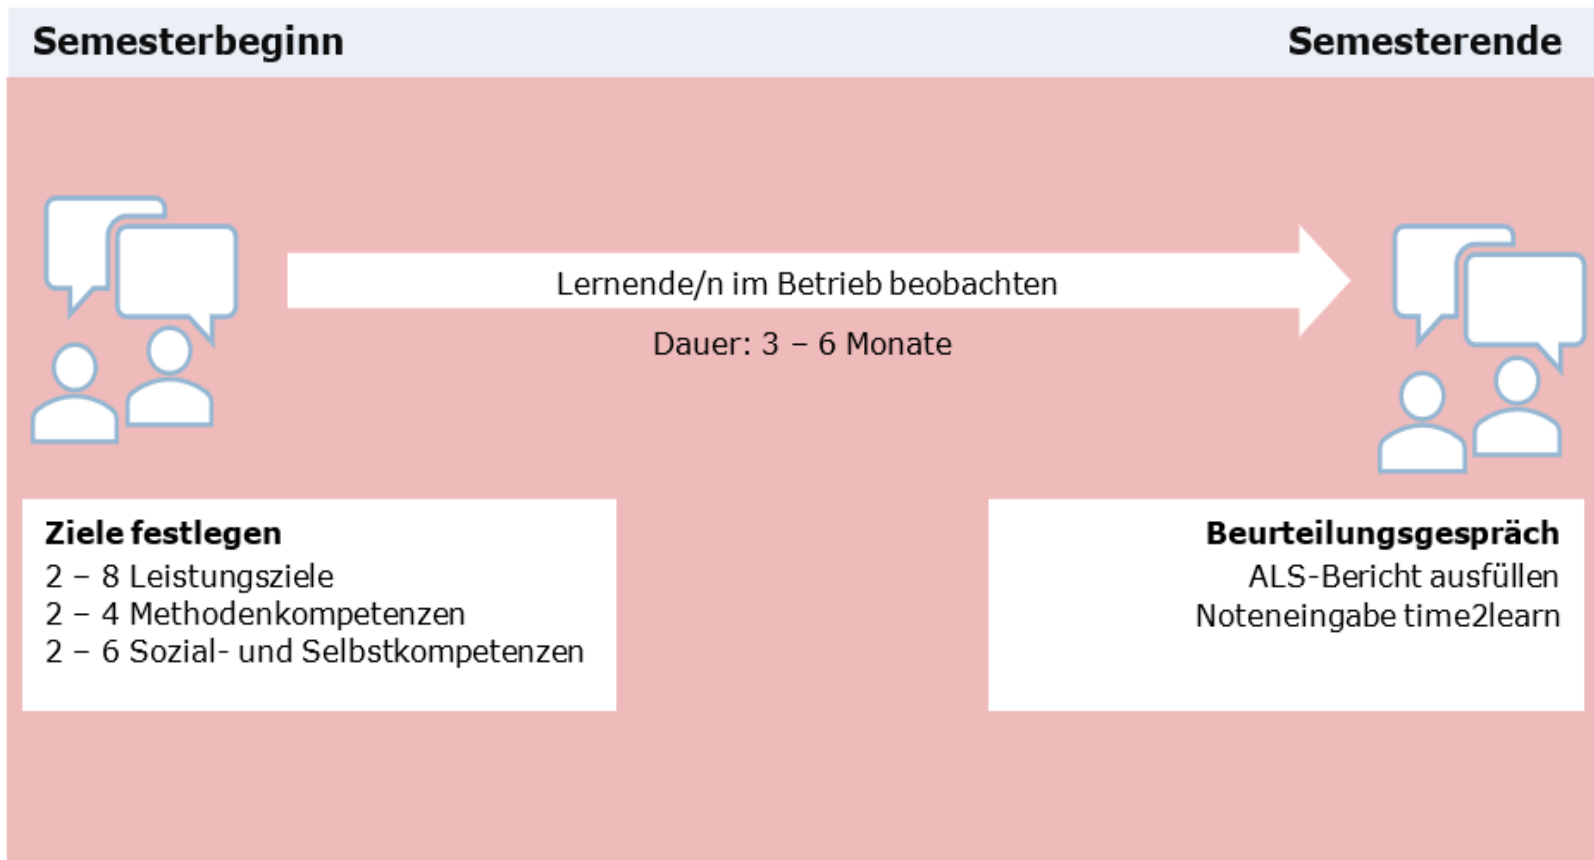 Semesterbeginn
Semesterende
Lernende/n im Betrieb beobachten
Dauer: 3 – 6 Monate
Ziele festlegen
2 – 8 Leistungsziele
2 – 4 Methodenkompetenzen
2 – 6 Sozial- und Selbstkompetenzen
Beurteilungsgespräch
ALS-Bericht ausfüllen
Noteneingabe time2learn